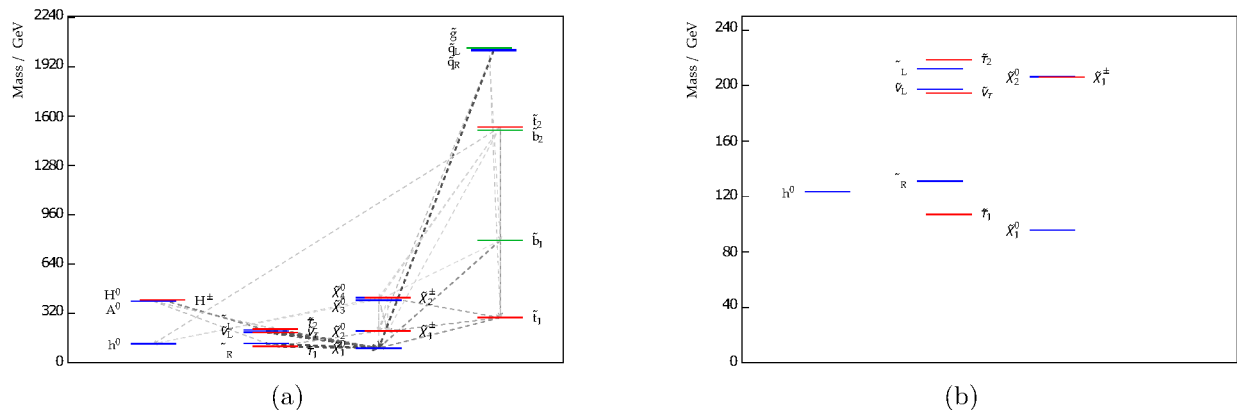 Mass / GeV
2240
1920
1600
1280
960
640
320
0
g̃
q̃L
q̃R
t̃2
b̃2
b̃1
t̃1
H⁰
A⁰
H±
h⁰
ν̃L
˜R
τ̃2
ν̃τ
τ̃1
χ̃⁰4
χ̃⁰3
χ̃±2
χ̃⁰2
χ̃±1
χ̃⁰1
(a)
Mass / GeV
240
200
160
120
80
40
0
h⁰
˜L
ν̃L
˜R
τ̃2
ν̃τ
τ̃1
χ̃⁰2
χ̃±1
χ̃⁰1
(b)